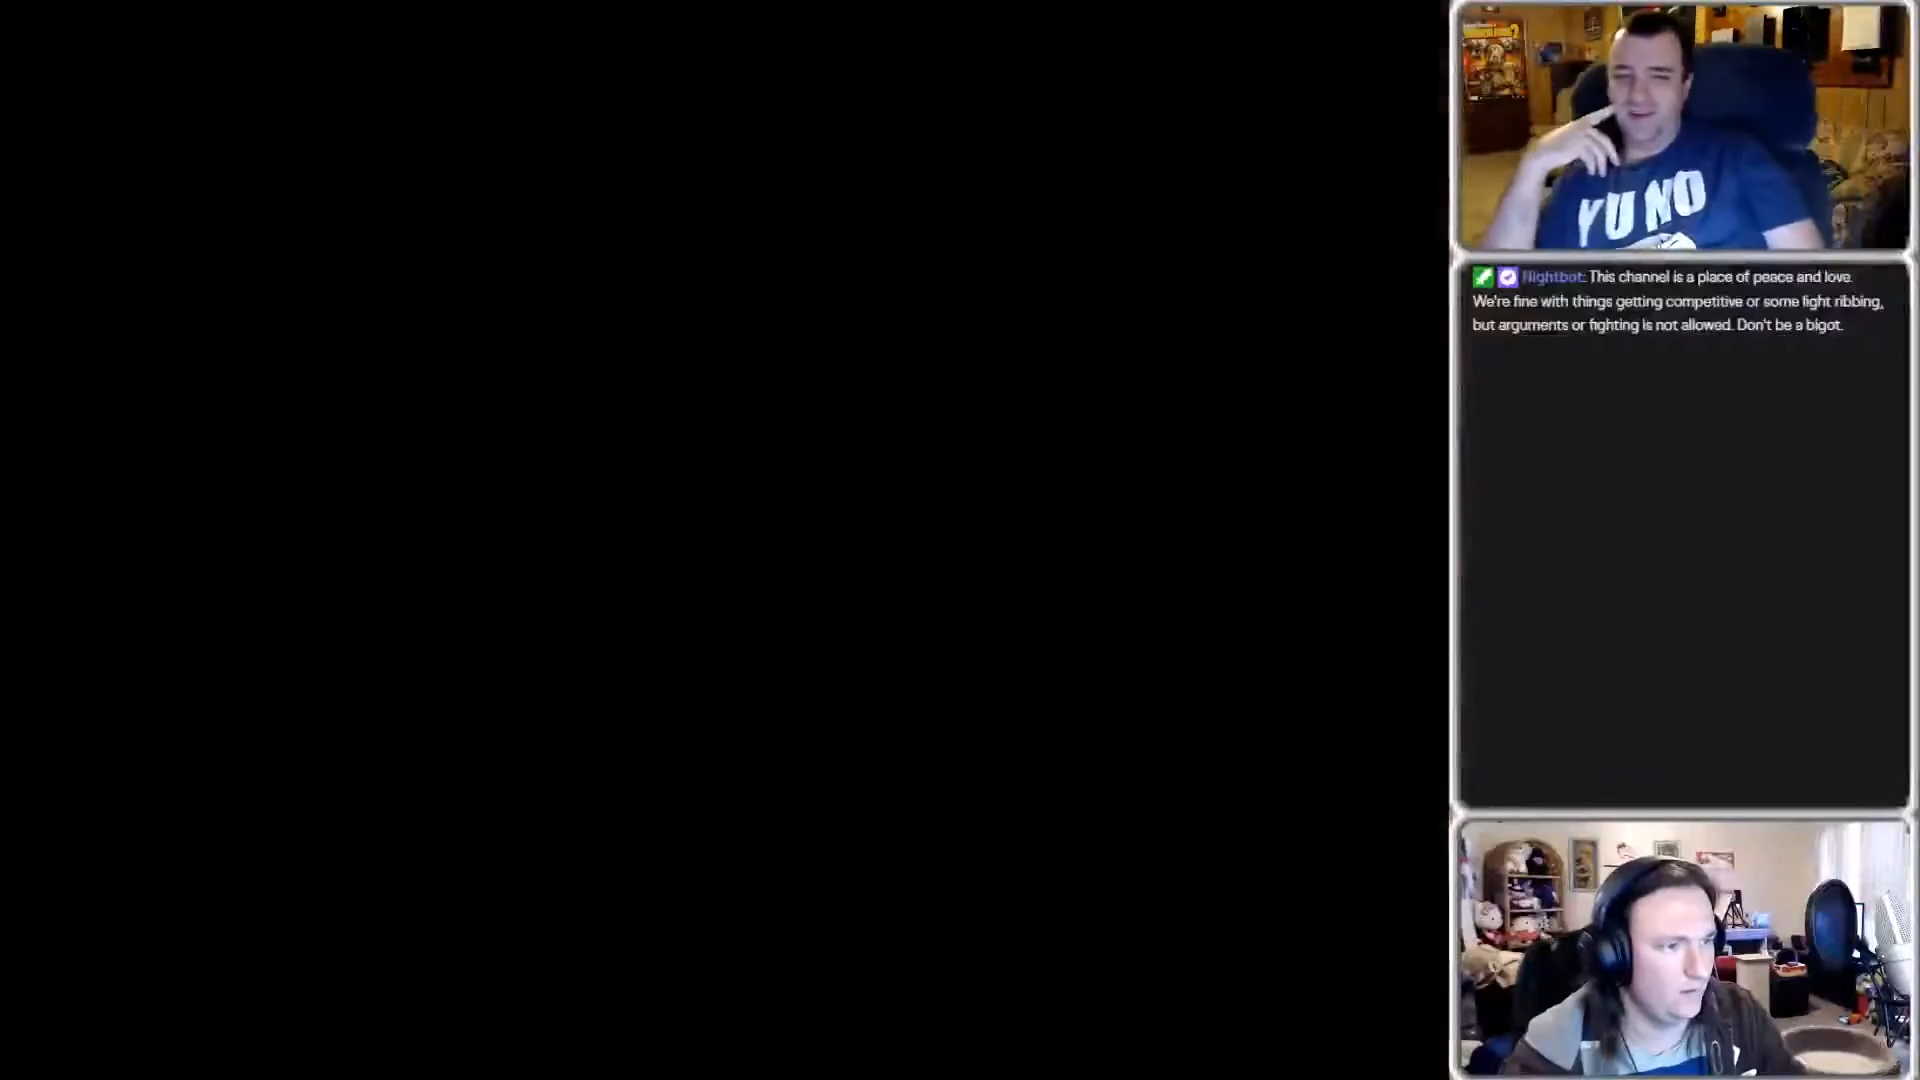 YU NO
Nightbot: This channel is a place of peace and love.
We're fine with things getting competitive or some light ribbing,
but arguments or fighting is not allowed. Don't be a bigot.